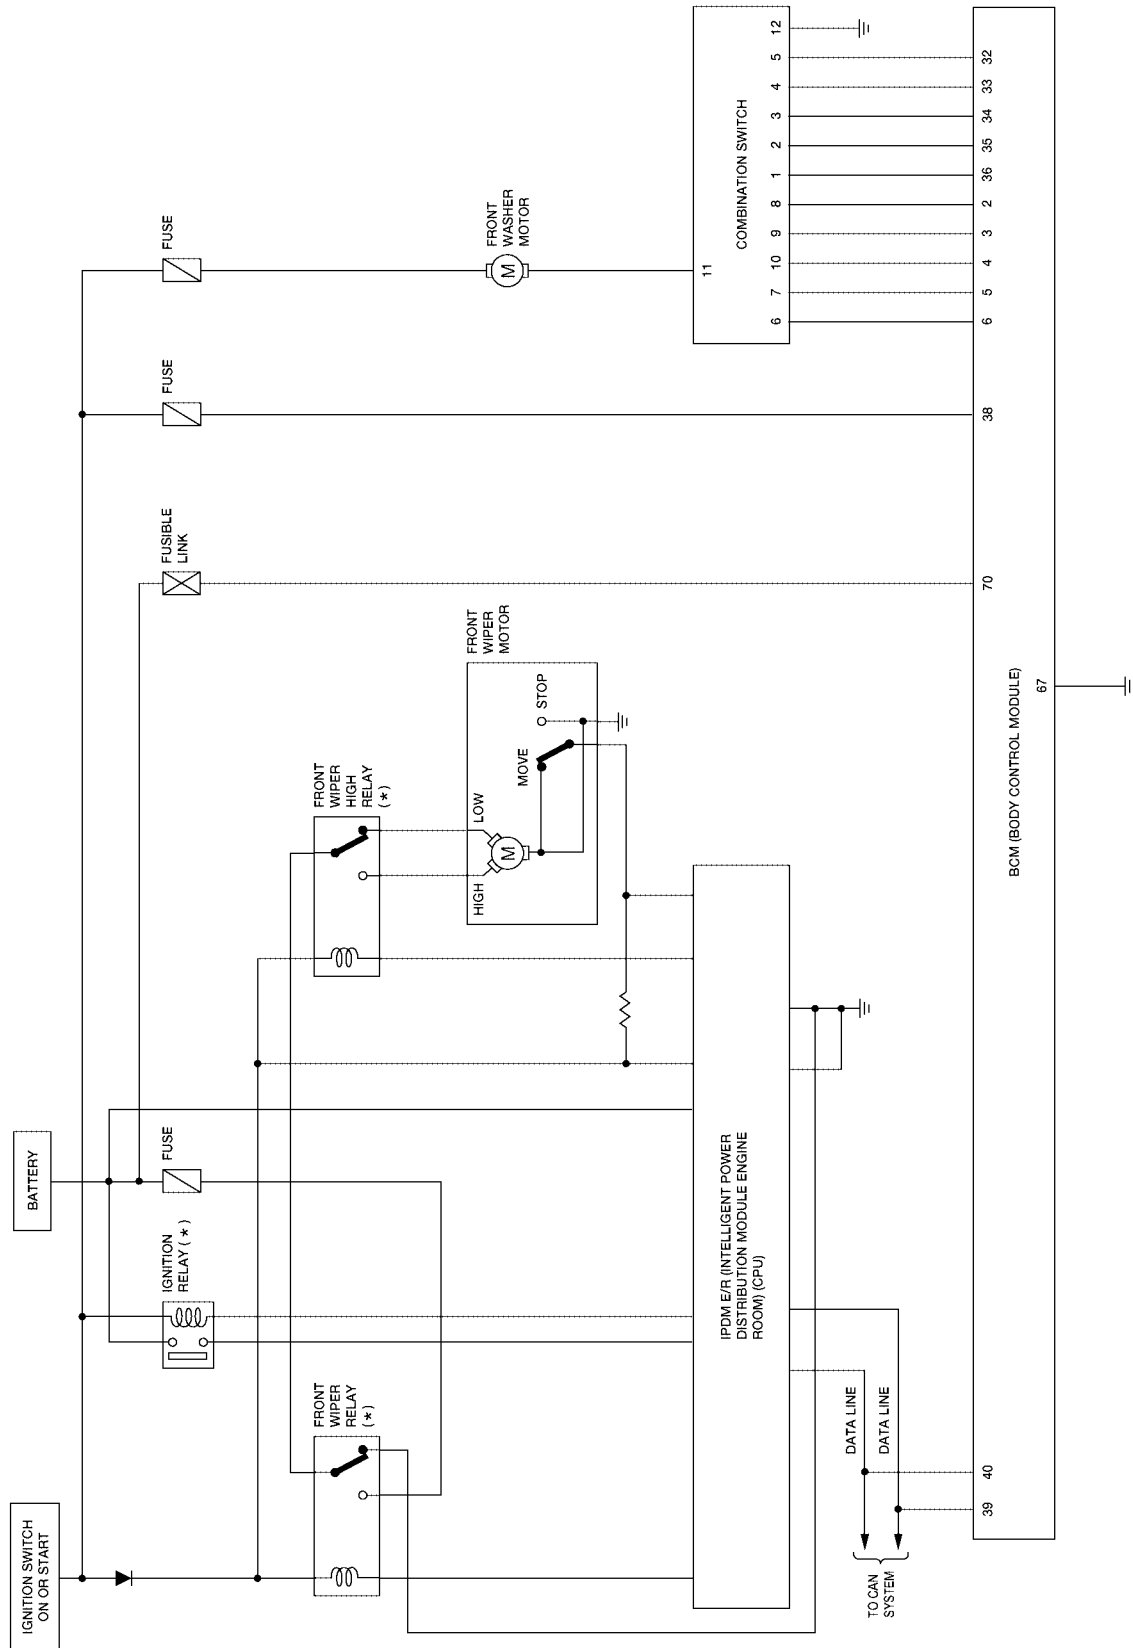 IGNITION SWITCH
ON OR START
BATTERY
IGNITION
RELAY (*)
FUSE
FUSIBLE
LINK
FUSE
FUSE
FRONT
WIPER
RELAY
(*)
FRONT
WIPER
HIGH
RELAY
(*)
FRONT
WIPER
MOTOR
HIGH
LOW
M
MOVE
STOP
FRONT
WASHER
MOTOR
M
IPDM E/R (INTELLIGENT POWER
DISTRIBUTION MODULE ENGINE
ROOM) (CPU)
COMBINATION SWITCH
11
6
7
10
9
8
1
2
3
4
5
12
TO CAN
SYSTEM
DATA LINE
DATA LINE
39
40
70
38
6
5
4
3
2
36
35
34
33
32
BCM (BODY CONTROL MODULE)
67